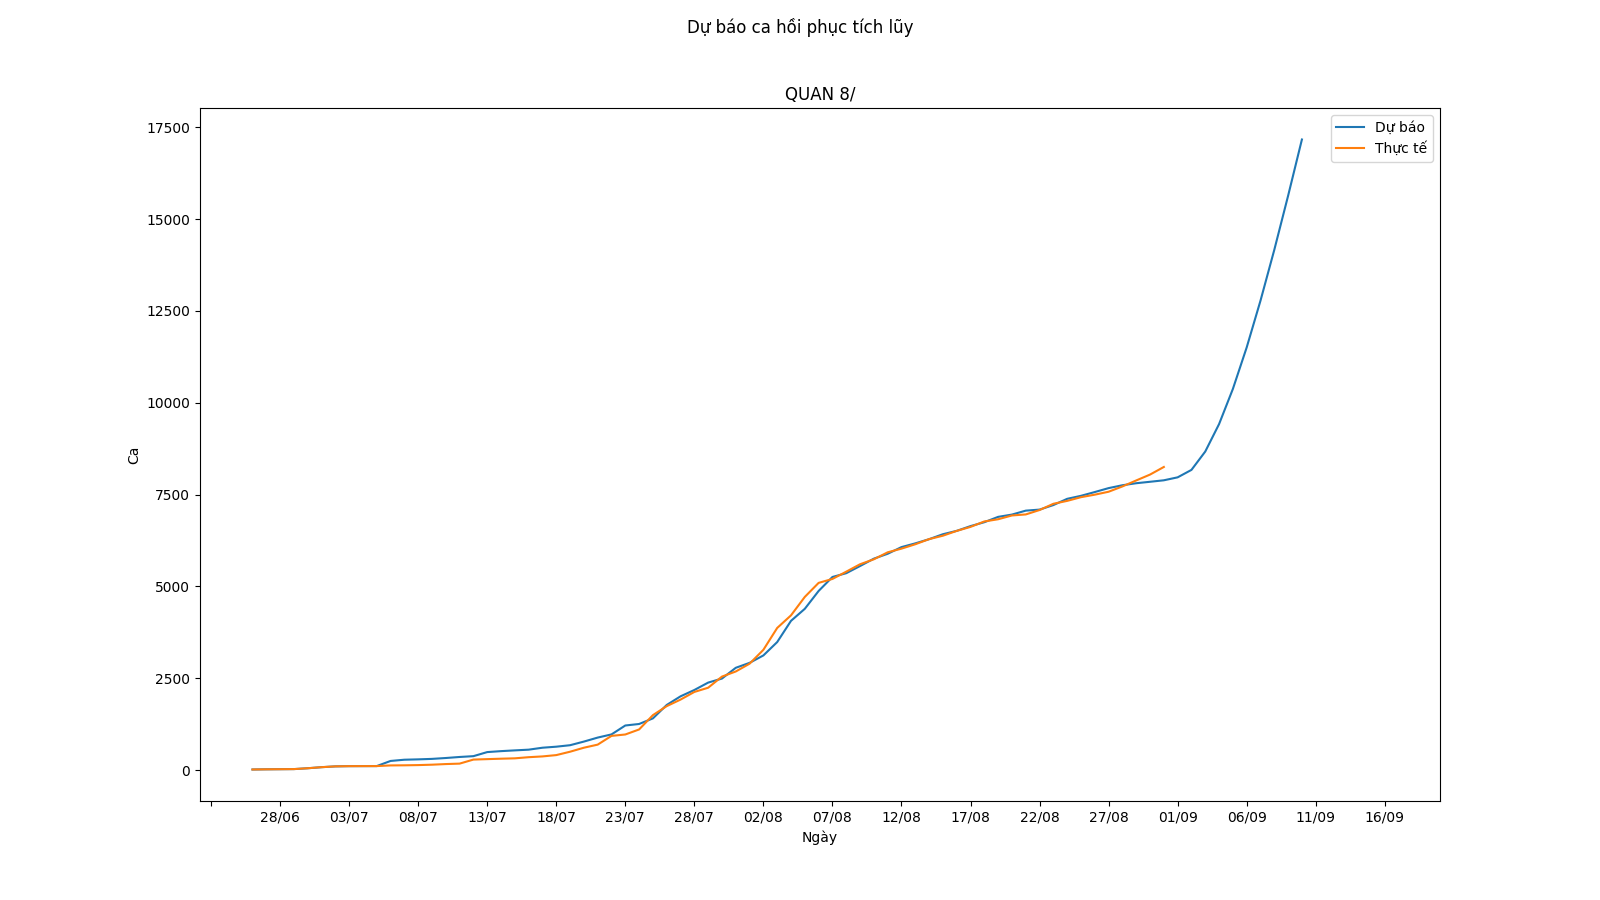 Dự báo ca hồi phục tích lũy
QUAN 8/
Dự báo
Thực tế
17500
15000
12500
10000
7500
5000
2500
0
Ca
28/06 03/07 08/07 13/07 18/07 23/07 28/07 02/08 07/08 12/08 17/08 22/08 27/08 01/09 06/09 11/09 16/09
Ngày